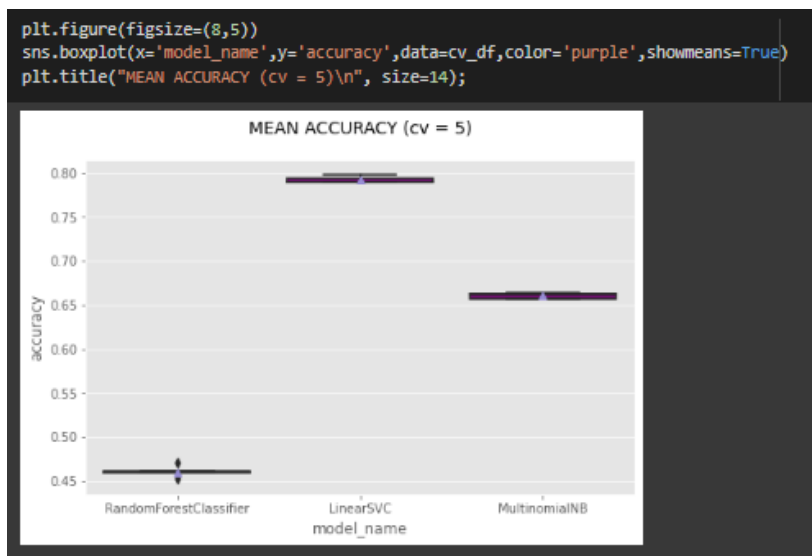 plt.figure(figsize=(8,5))
sns.boxplot(x='model_name',y='accuracy',data=cv_df,color='purple',showmeans=True)
plt.title("MEAN ACCURACY (cv = 5)\n", size=14);
MEAN ACCURACY (cv = 5)
0.80
0.75
0.70
0.65
0.60
0.55
0.50
0.45
accuracy
RandomForestClassifier LinearSVC MultinomialNB
model_name